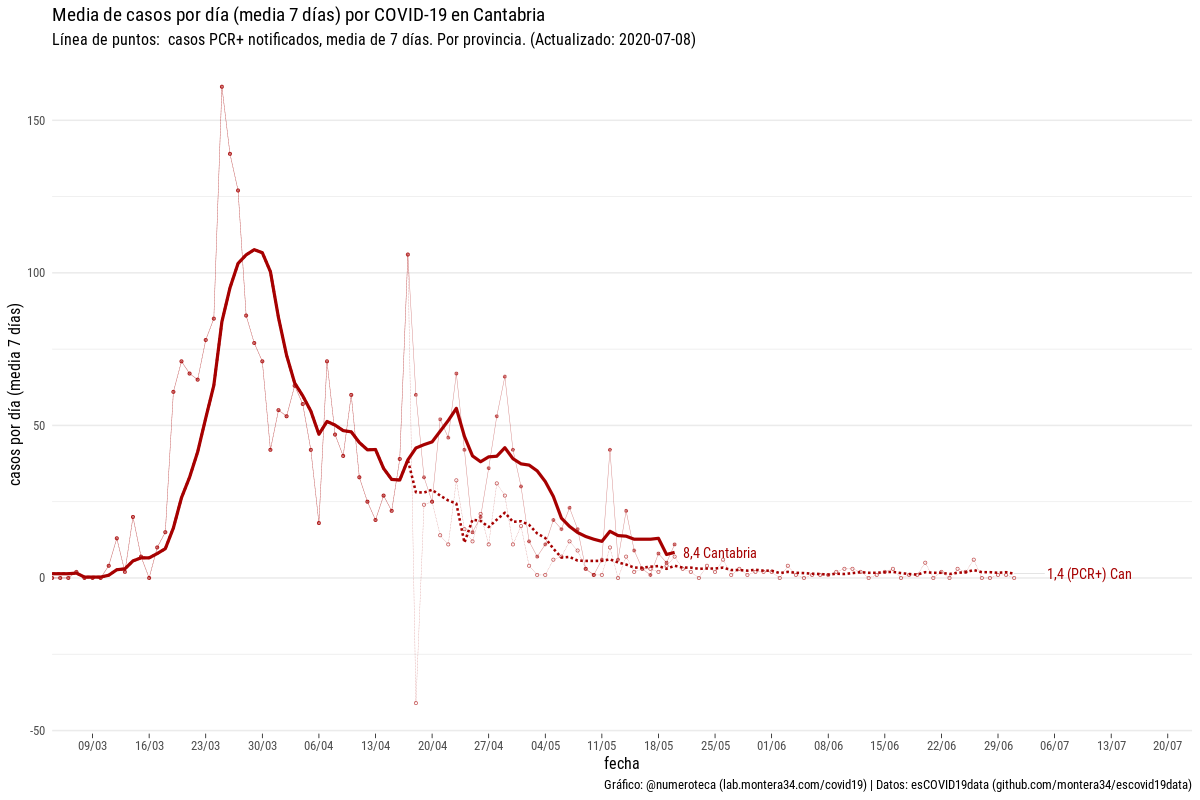 Media de casos por día (media 7 días) por COVID-19 en Cantabria
Línea de puntos:  casos PCR+ notificados, media de 7 días. Por provincia. (Actualizado: 2020-07-08)
casos por día (media 7 días)
150
100
50
0
-50
8,4 Cantabria
1,4 (PCR+) Can
09/03 16/03 23/03 30/03 06/04 13/04 20/04 27/04 04/05 11/05 18/05 25/05 01/06 08/06 15/06 22/06 29/06 06/07 13/07 20/07
fecha
Gráfico: @numeroteca (lab.montera34.com/covid19) | Datos: esCOVID19data (github.com/montera34/escovid19data)